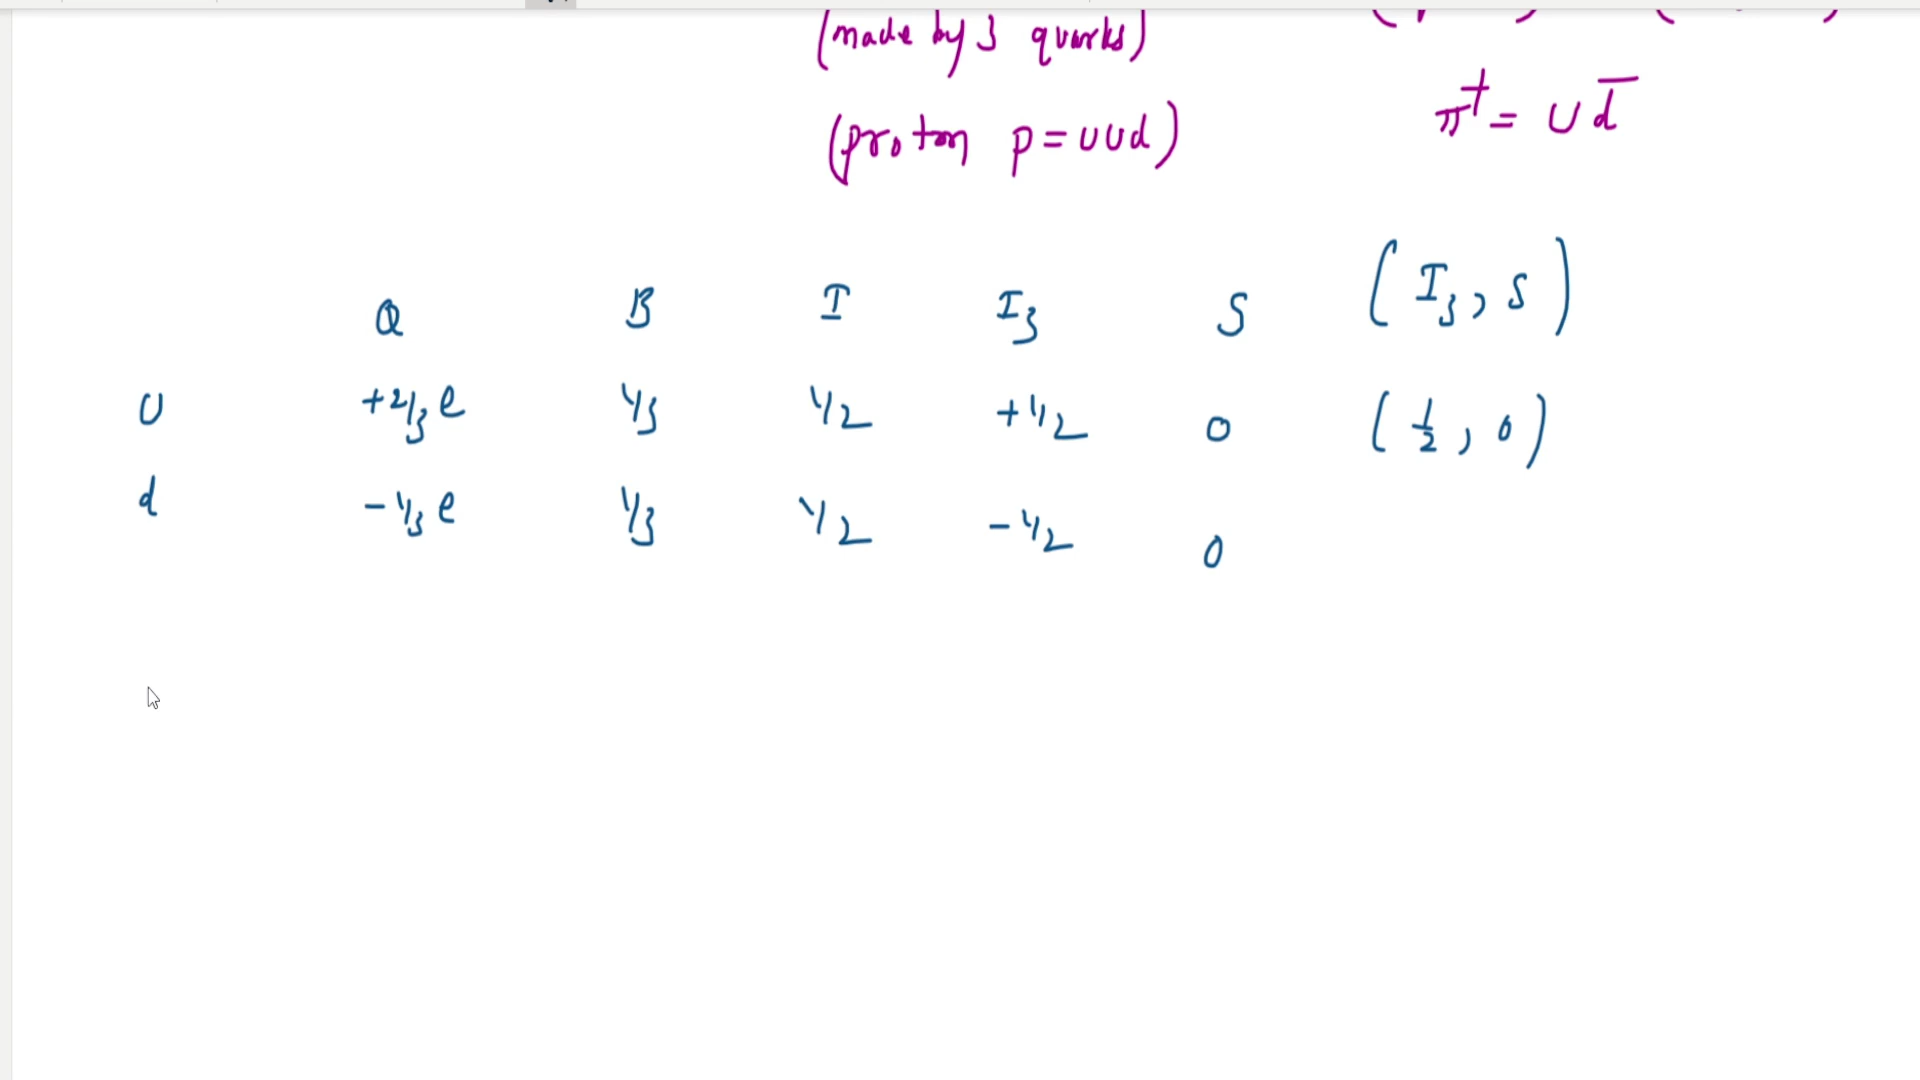 (made by 3 quarks)
(proton p = uud)
π⁺ = u d̅
Q B I I₃ S (I₃, S)
u +2/3 e 1/3 1/2 +1/2 0 (1/2, 0)
d -1/3 e 1/3 1/2 -1/2 0